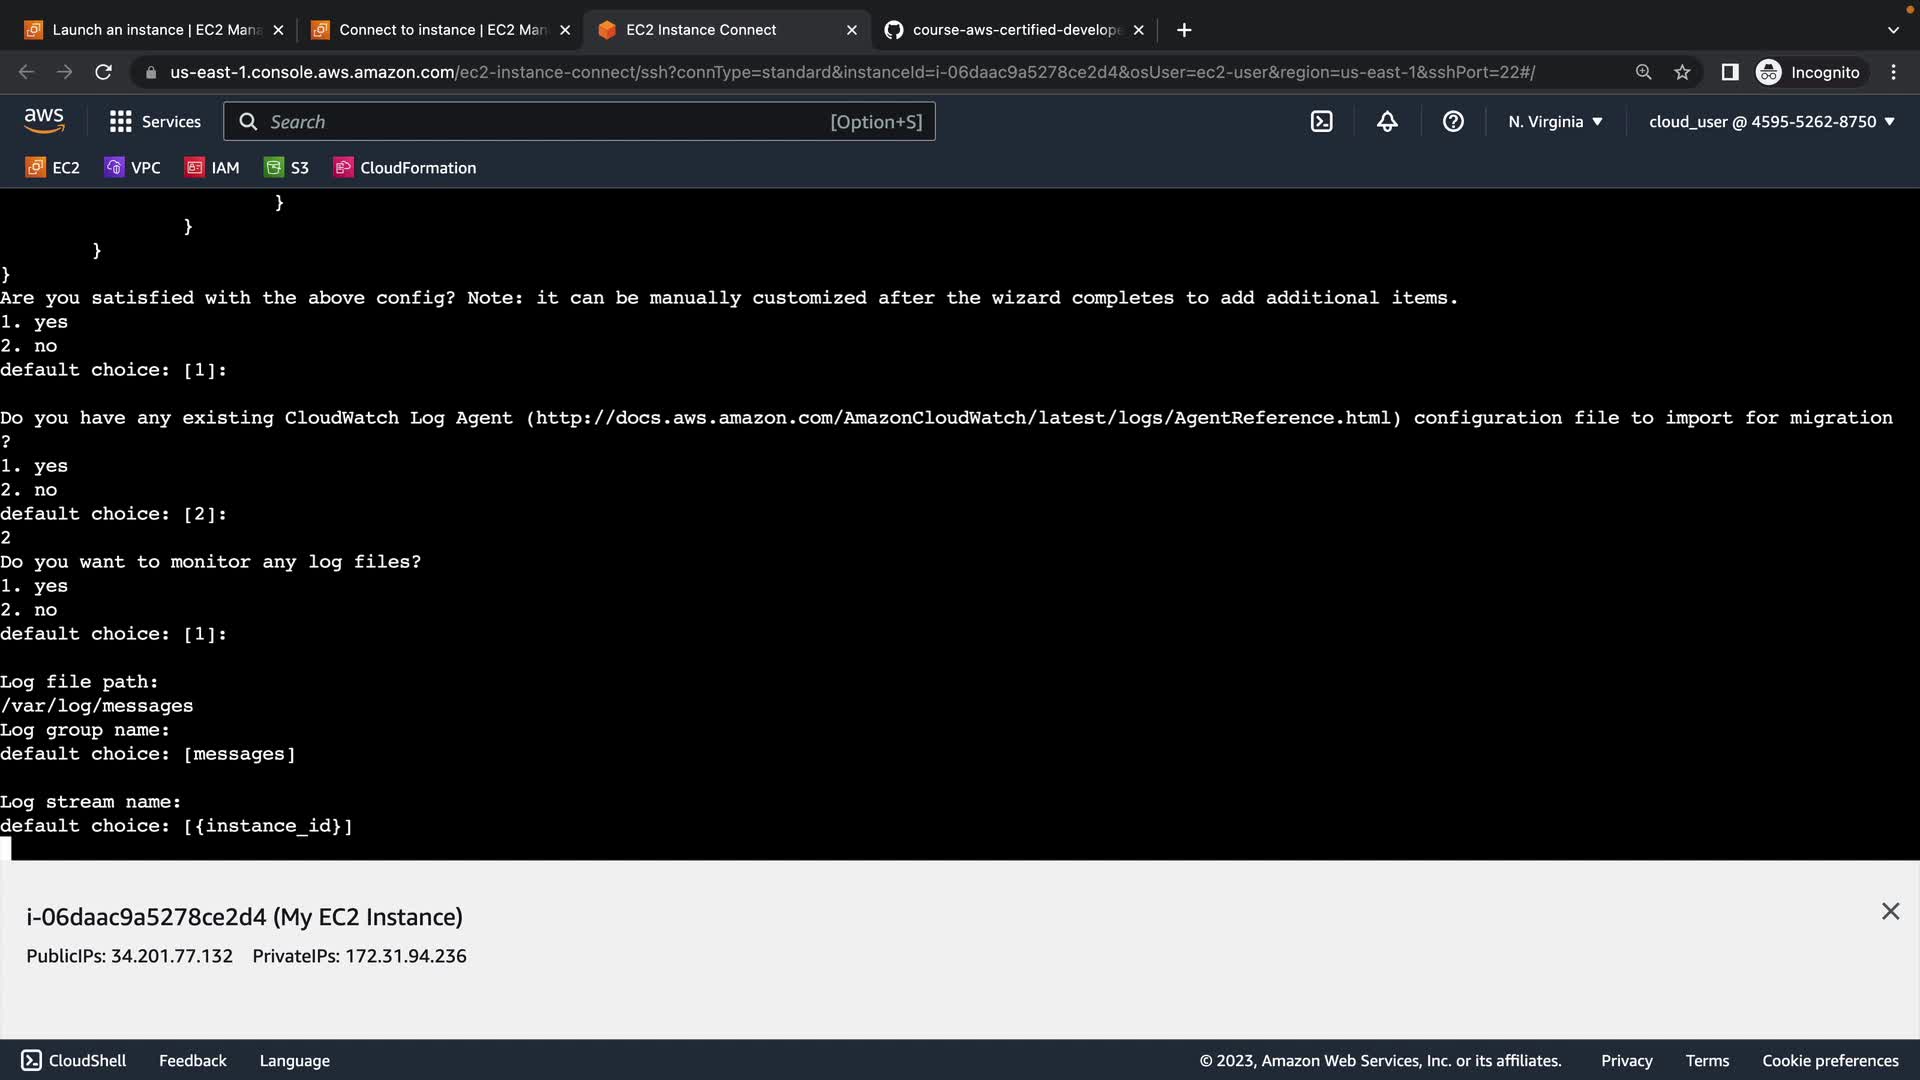 Launch an instance | EC2 Mana
Connect to instance | EC2 Man
EC2 Instance Connect
course-aws-certified-develope
us-east-1.console.aws.amazon.com/ec2-instance-connect/ssh?connType=standard&instanceId=i-06daac9a5278ce2d4&osUser=ec2-user&region=us-east-1&sshPort=22#/
Incognito
aws
Services
Search
[Option+S]
N. Virginia
cloud_user @ 4595-5262-8750
EC2
VPC
IAM
S3
CloudFormation
}
}
}
}
Are you satisfied with the above config? Note: it can be manually customized after the wizard completes to add additional items.
1. yes
2. no
default choice: [1]:
Do you have any existing CloudWatch Log Agent (http://docs.aws.amazon.com/AmazonCloudWatch/latest/logs/AgentReference.html) configuration file to import for migration
?
1. yes
2. no
default choice: [2]:
2
Do you want to monitor any log files?
1. yes
2. no
default choice: [1]:
Log file path:
/var/log/messages
Log group name:
default choice: [messages]
Log stream name:
default choice: [{instance_id}]
i-06daac9a5278ce2d4 (My EC2 Instance)
PublicIPs: 34.201.77.132 PrivateIPs: 172.31.94.236
CloudShell
Feedback
Language
© 2023, Amazon Web Services, Inc. or its affiliates.
Privacy
Terms
Cookie preferences